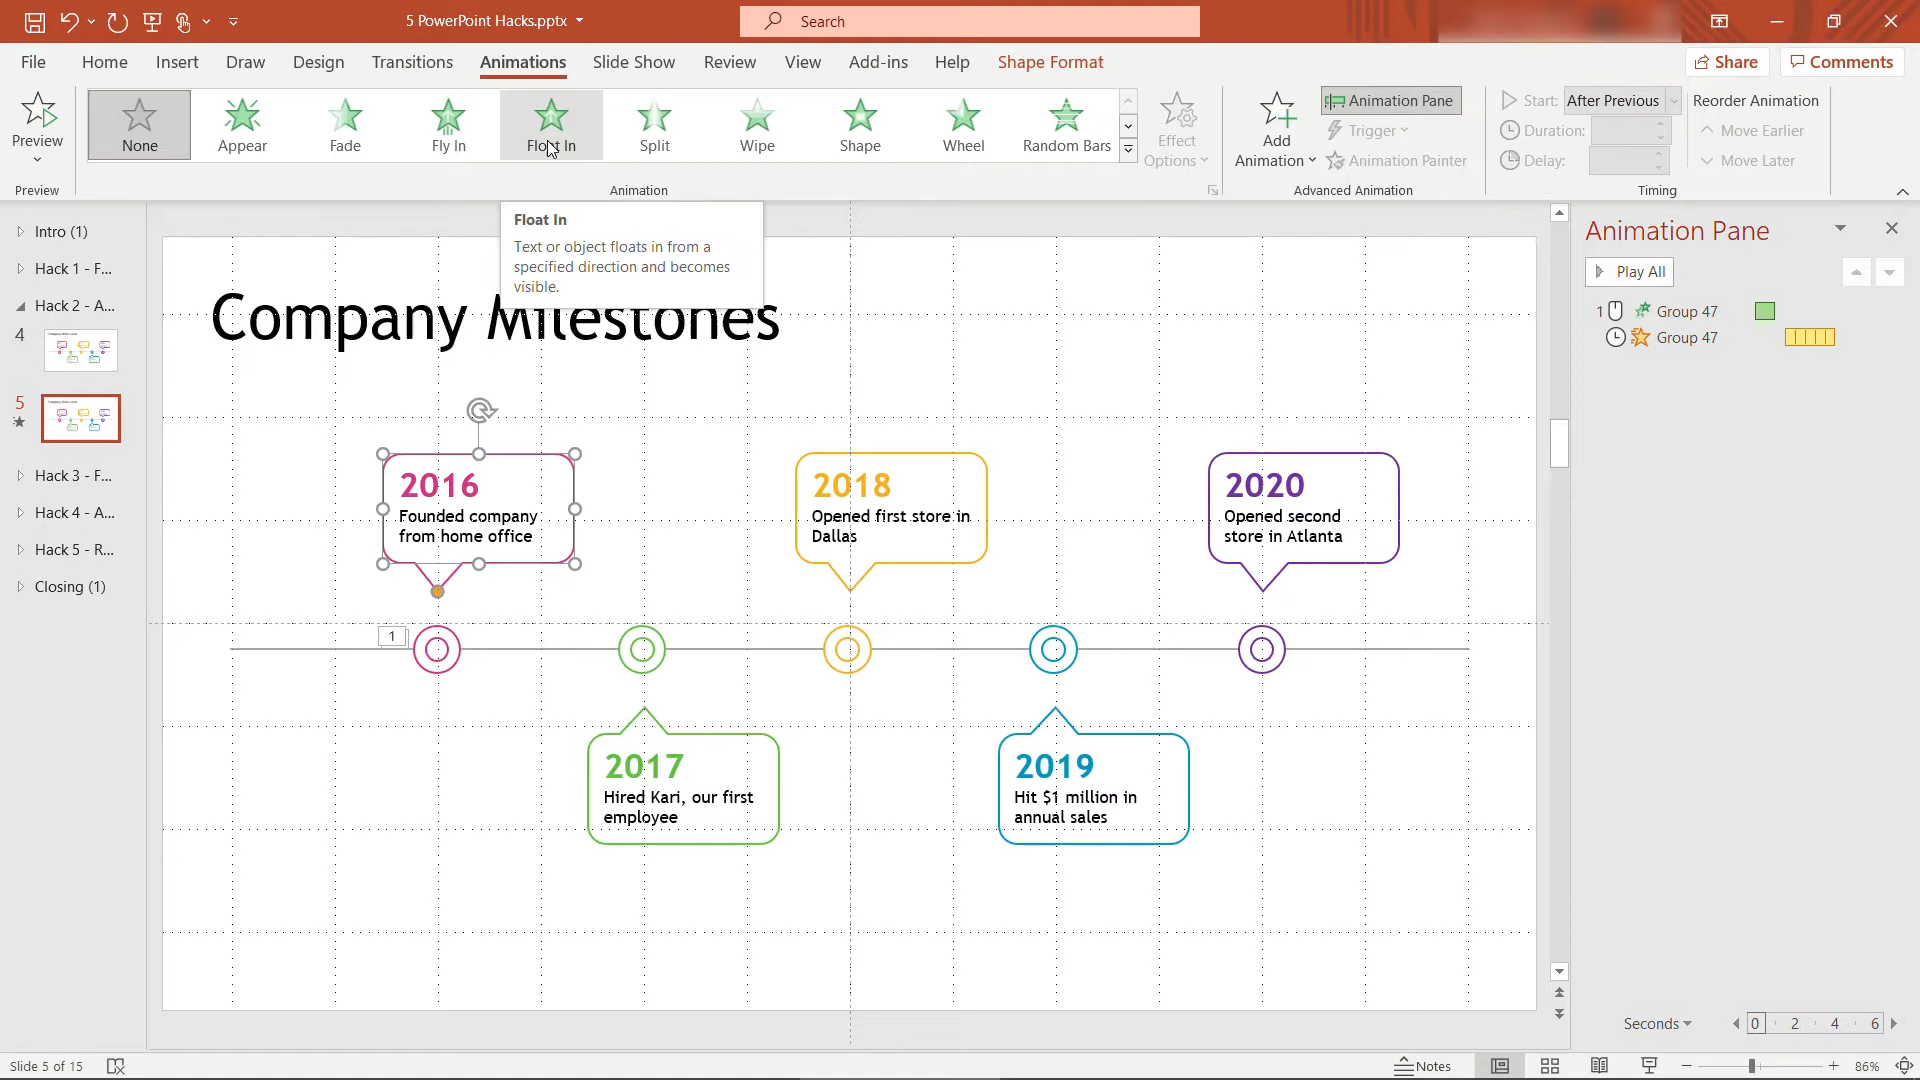 5 PowerPoint Hacks.pptx
Search
File Home Insert Draw Design Transitions Animations Slide Show Review View Add-ins Help Shape Format Share Comments
Preview
None Appear Fade Fly In Float In Split Wipe Shape Wheel Random Bars
Effect
Options
Add
Animation
Animation Pane
Trigger
Animation Painter
Start: After Previous
Duration:
Delay:
Reorder Animation
Move Earlier
Move Later
Preview Animation Advanced Animation Timing
Float In
Text or object floats in from a
specified direction and becomes
visible.
Intro (1)
Hack 1 - F...
Hack 2 - A...
4
5
Hack 3 - F...
Hack 4 - A...
Hack 5 - R...
Closing (1)
Company Milestones
2016
Founded company
from home office
2018
Opened first store in
Dallas
2020
Opened second
store in Atlanta
1
2017
Hired Kari, our first
employee
2019
Hit $1 million in
annual sales
Animation Pane
Play All
1 Group 47
Group 47
Seconds 0 2 4 6
Slide 5 of 15
Notes
86%